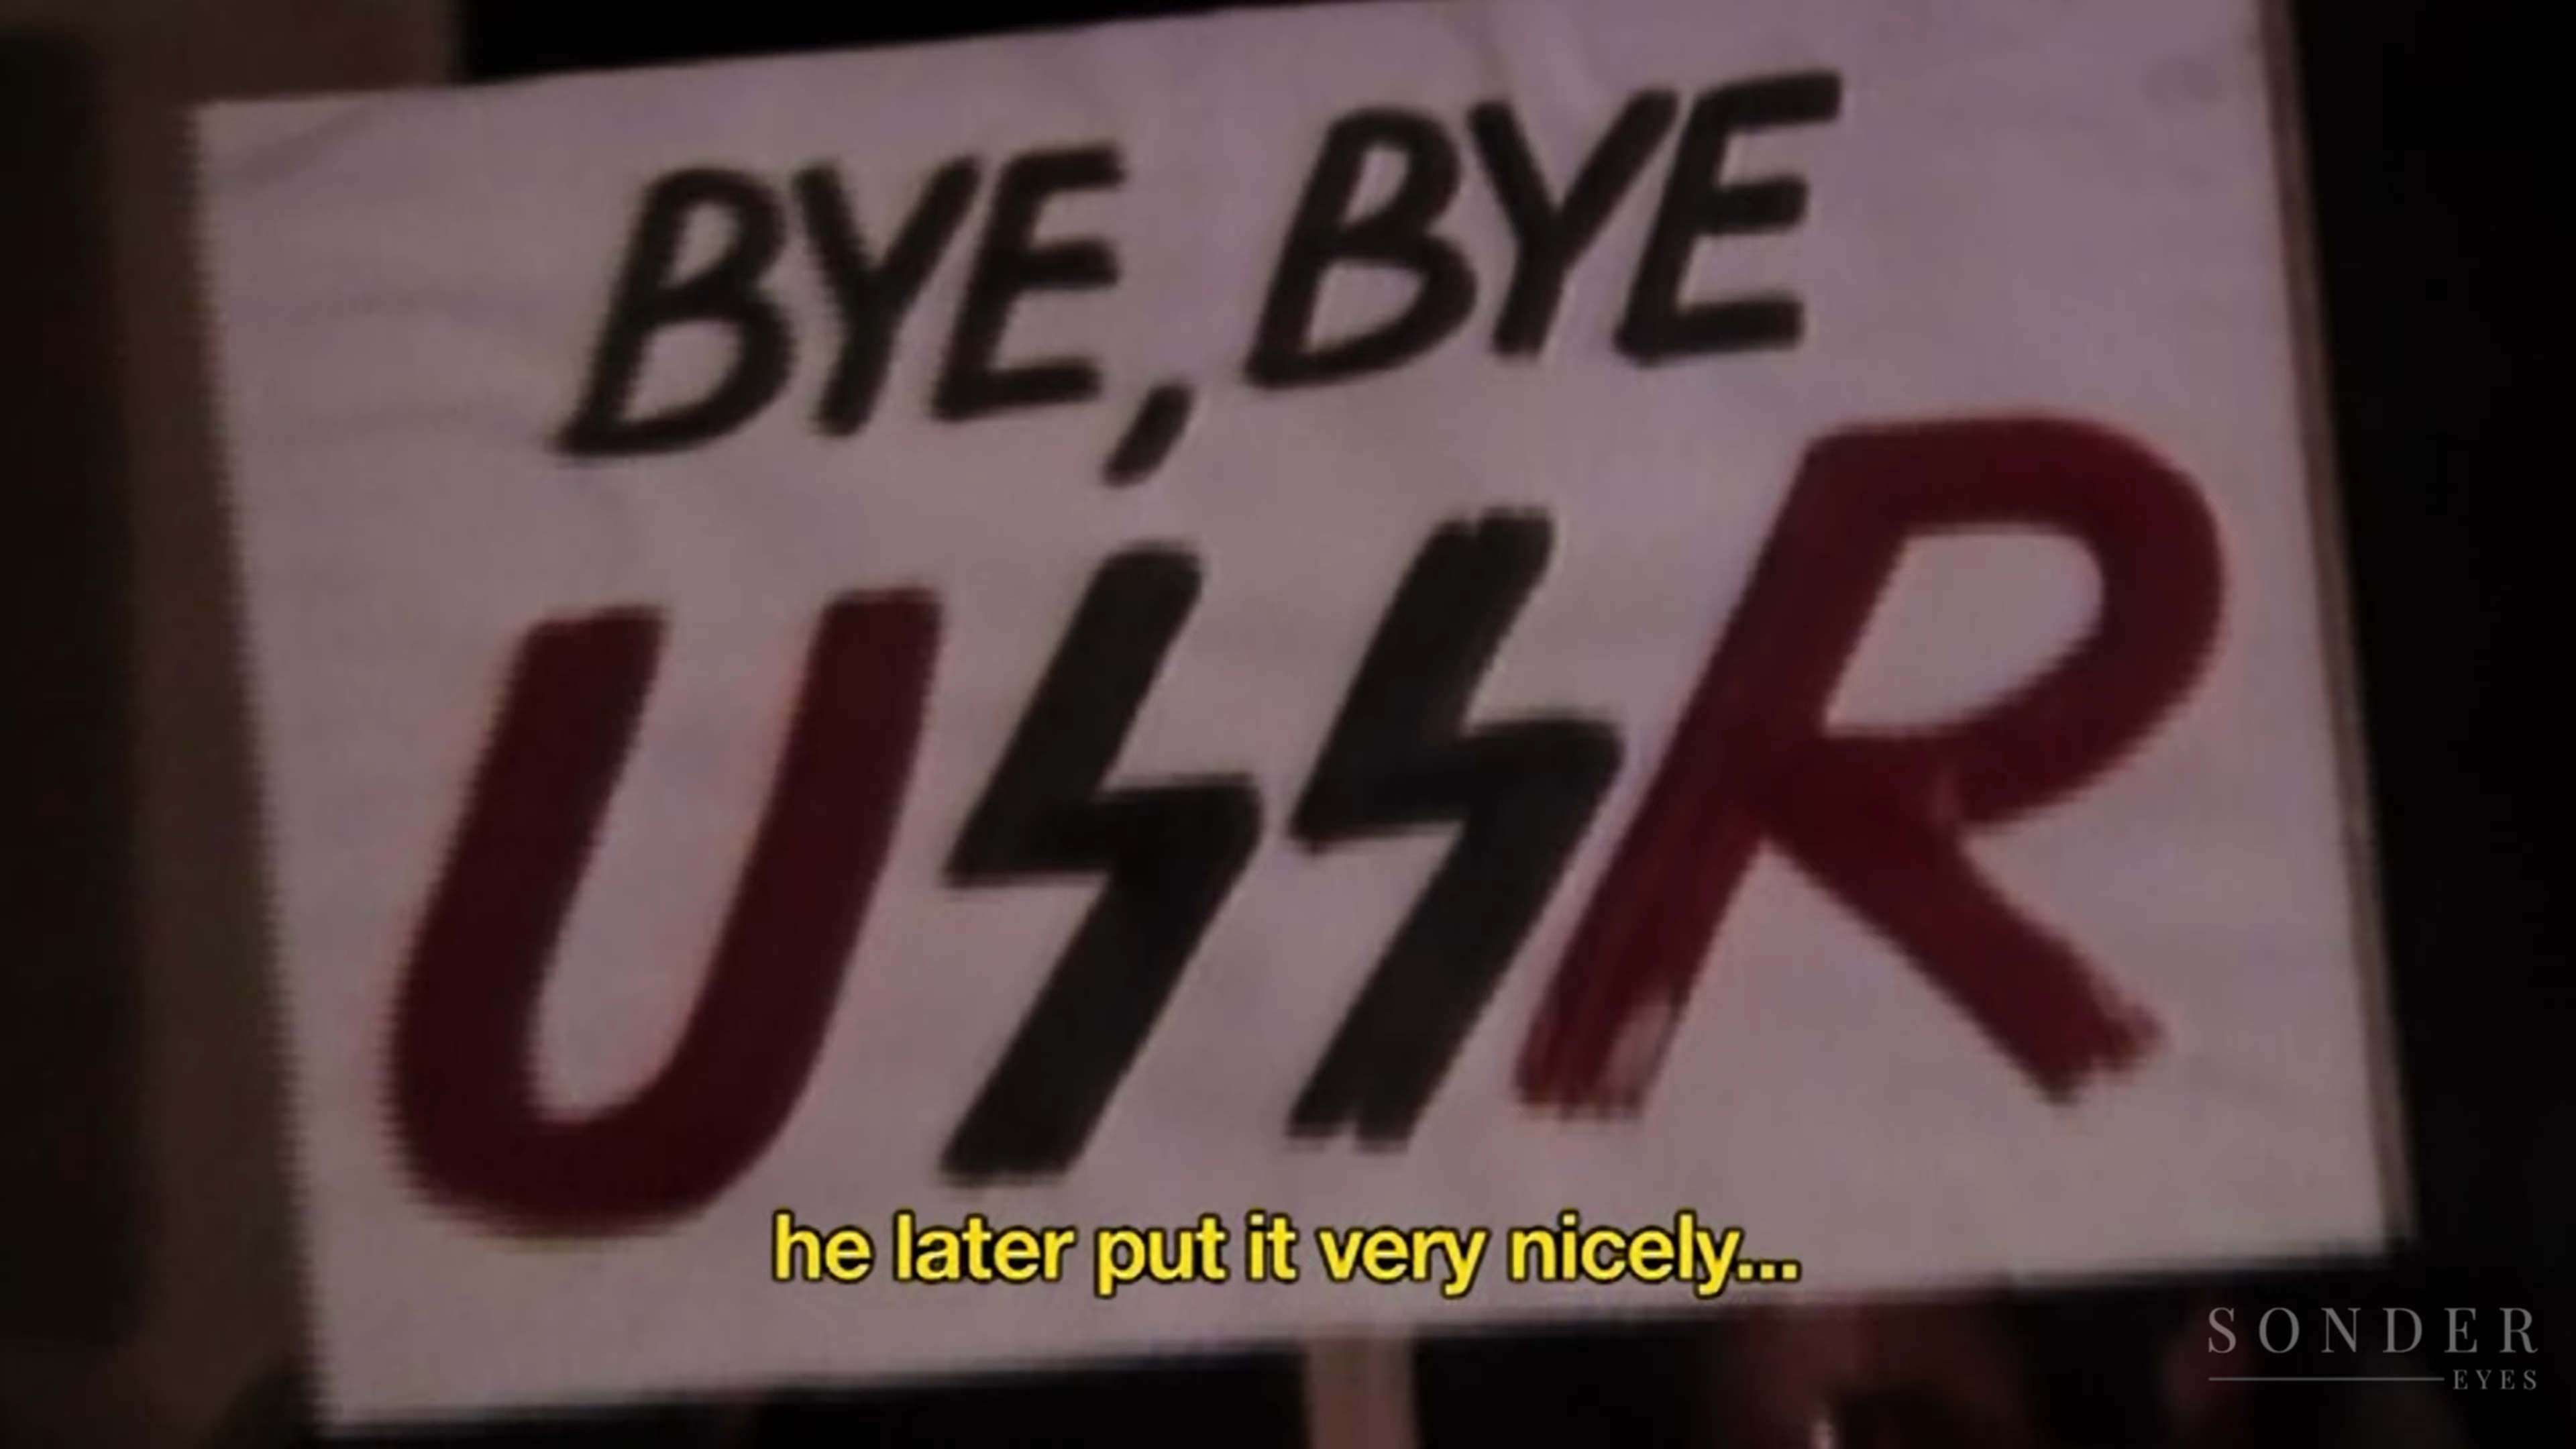 BYE, BYE
USSR
he later put it very nicely...
SONDER
EYES